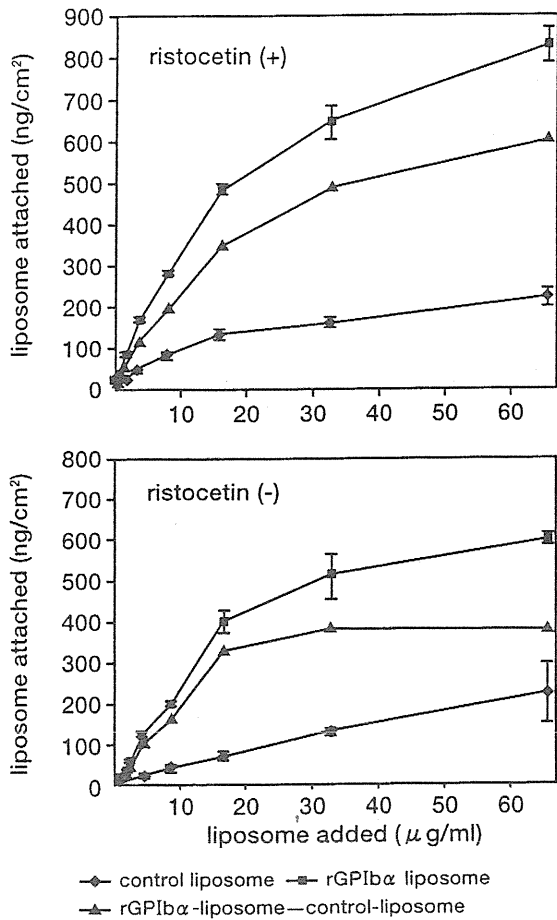 900
800
700
600
500
400
300
200
100
0
liposome attached (ng/cm²)
ristocetin (+)
10 20 30 40 50 60
800
700
600
500
400
300
200
100
0
liposome attached (ng/cm²)
ristocetin (-)
10 20 30 40 50 60
liposome added (μg/ml)
control liposome rGPIbα liposome
rGPIbα-liposome—control-liposome